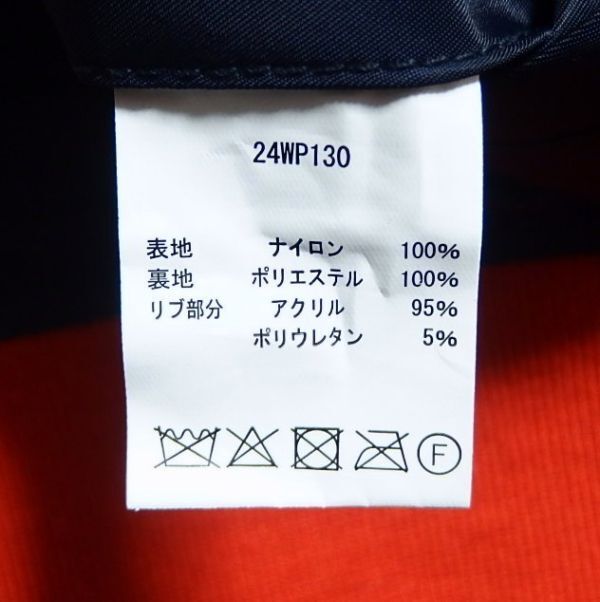 24WP130
表地 ナイロン 100%
裏地 ポリエステル 100%
リブ部分 アクリル 95%
ポリウレタン 5%
F